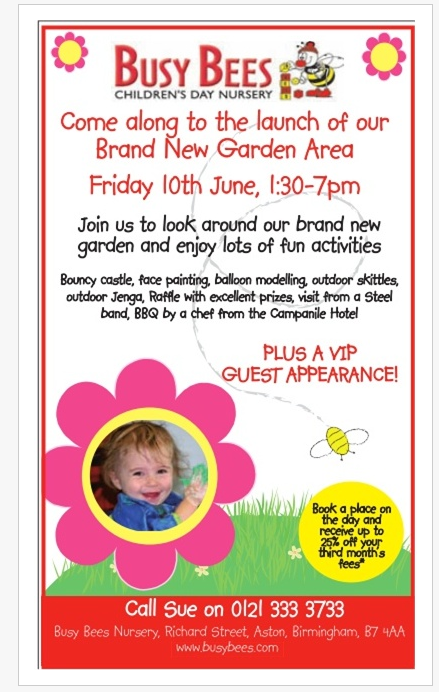 BUSY BEES
CHILDREN'S DAY NURSERY
Come along to the launch of our
Brand New Garden Area
Friday 10th June, 1:30-7pm
Join us to look around our brand new
garden and enjoy lots of fun activities
Bouncy castle, face painting, balloon modelling, outdoor skittles,
outdoor Jenga, Raffle with excellent prizes, visit from a Steel
band, BBQ by a chef from the Campanile Hotel
PLUS A VIP
GUEST APPEARANCE!
Book a place on
the day and
receive up to
25% off your
third month's
fees*
Call Sue on 0121 333 3733
Busy Bees Nursery, Richard Street, Aston, Birmingham, B7 4AA
www.busybees.com